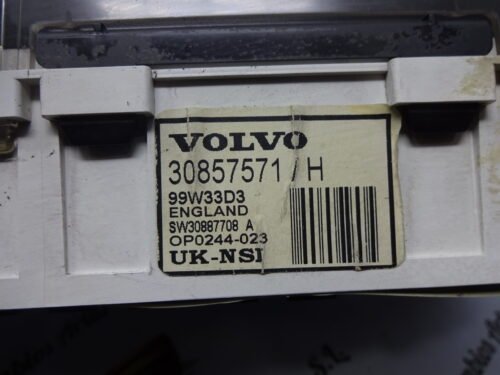 VOLVO
30857571 / H
99W33D3
ENGLAND
SW30887708 A
OP0244-023
UK-NSI